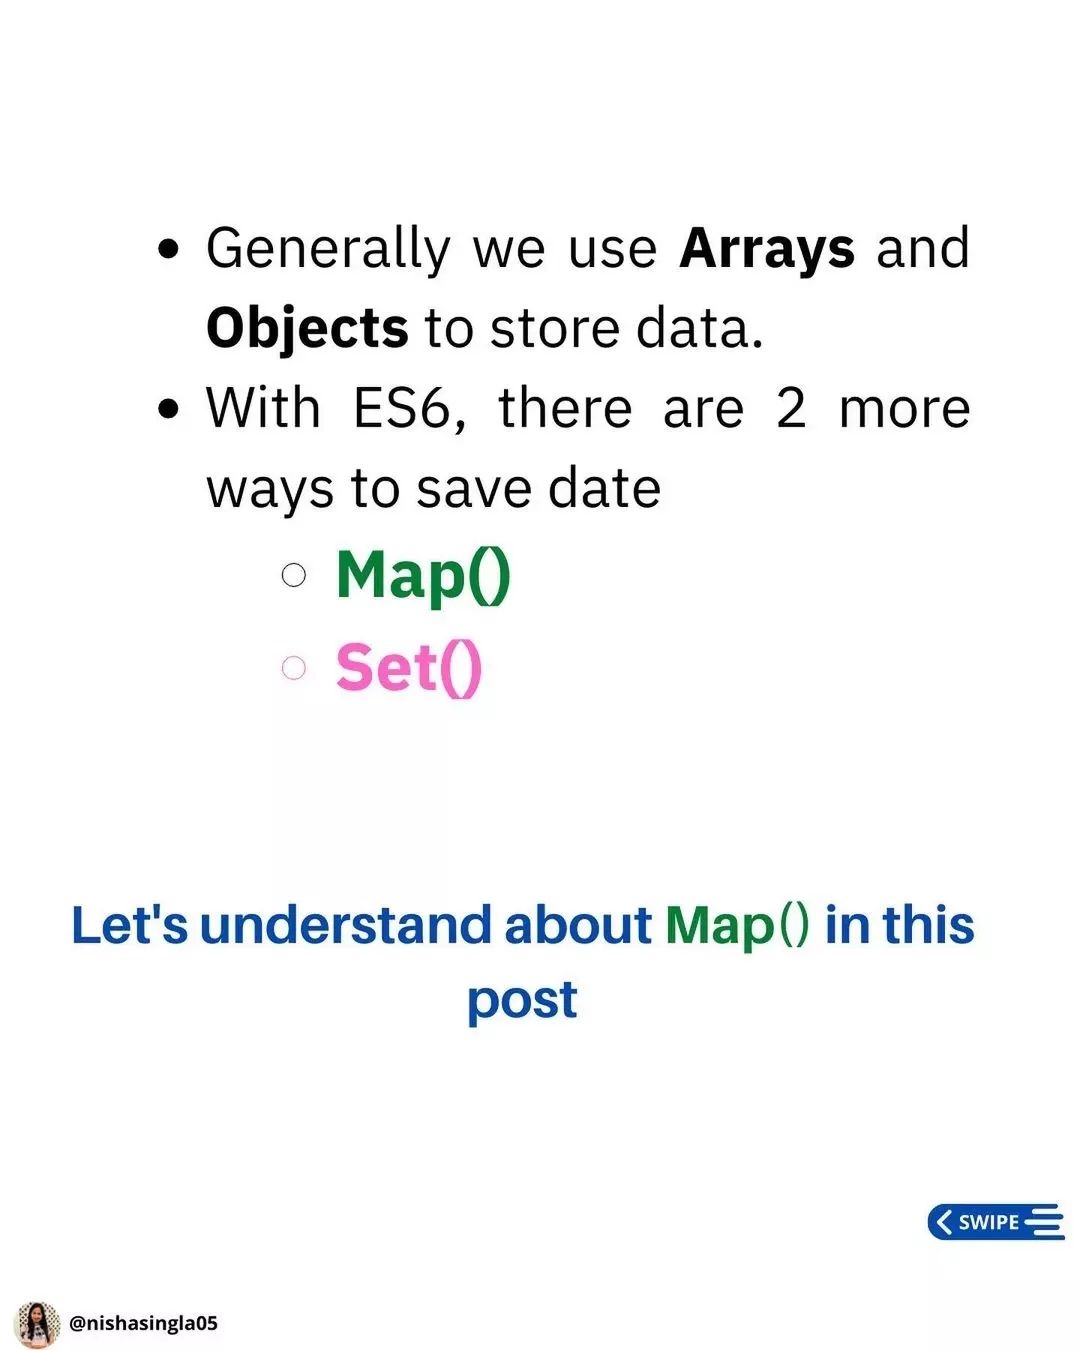 Generally we use Arrays and
Objects to store data.
With ES6, there are 2 more
ways to save date
Map()
Set()
Let's understand about Map() in this
post
SWIPE
@nishasingla05